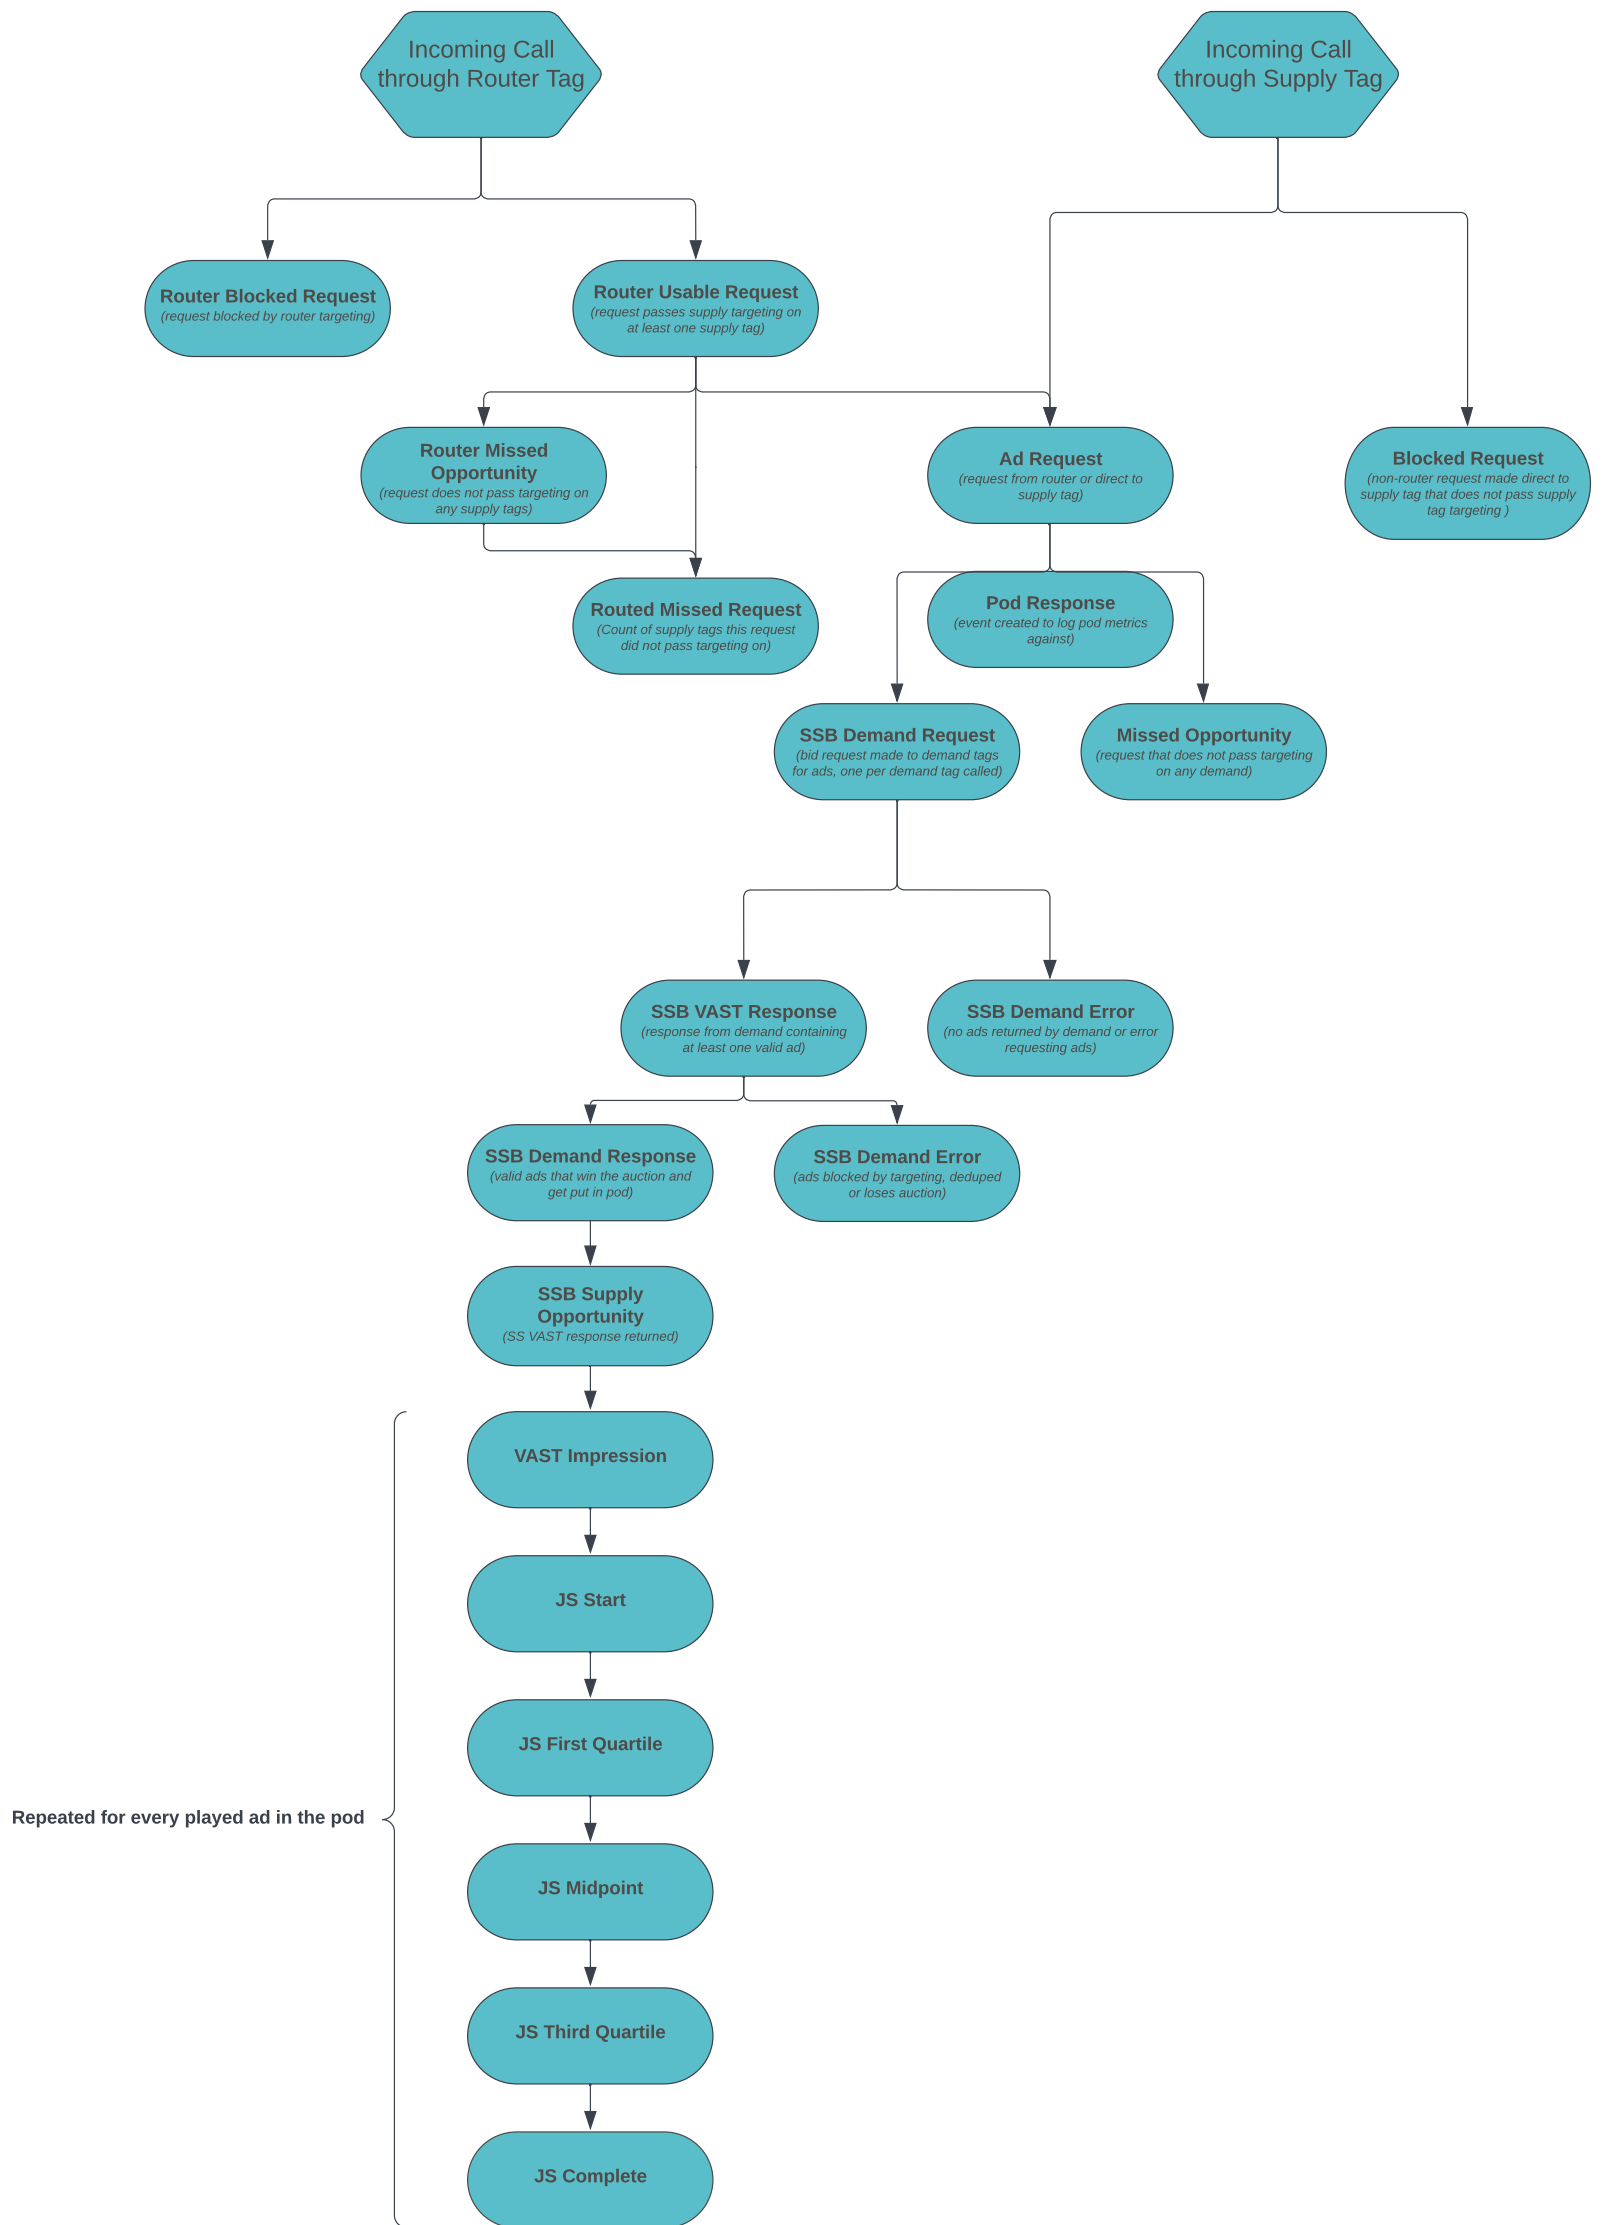 Incoming Call
through Router Tag
Incoming Call
through Supply Tag
Router Blocked Request
(request blocked by router targeting)
Router Usable Request
(request passes supply targeting on
at least one supply tag)
Router Missed
Opportunity
(request does not pass targeting on
any supply tags)
Ad Request
(request from router or direct to
supply tag)
Blocked Request
(non-router request made direct to
supply tag that does not pass supply
tag targeting )
Routed Missed Request
(Count of supply tags this request
did not pass targeting on)
Pod Response
(event created to log pod metrics
against)
SSB Demand Request
(bid request made to demand tags
for ads, one per demand tag called)
Missed Opportunity
(request that does not pass targeting
on any demand)
SSB VAST Response
(response from demand containing
at least one valid ad)
SSB Demand Error
(no ads returned by demand or error
requesting ads)
SSB Demand Response
(valid ads that win the auction and
get put in pod)
SSB Demand Error
(ads blocked by targeting, deduped
or loses auction)
SSB Supply
Opportunity
(SS VAST response returned)
VAST Impression
JS Start
JS First Quartile
Repeated for every played ad in the pod
JS Midpoint
JS Third Quartile
JS Complete